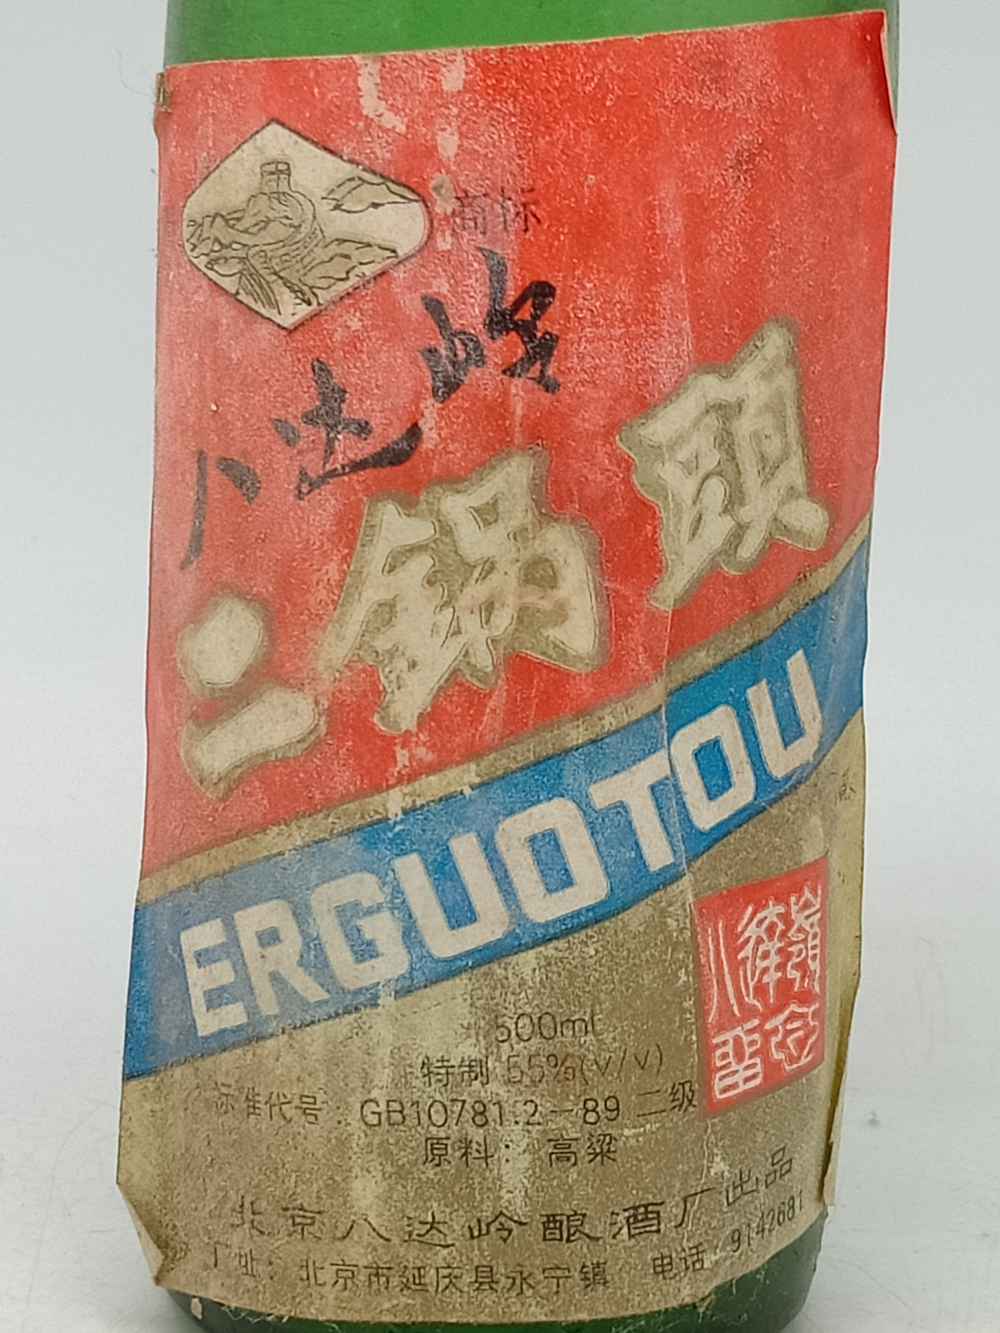 商标
八达岭
二锅頭
ERGUOTOU
500ml
特制 55%(v/v)
标准代号: GB10781.2-89 二级
原料: 高粱
北京八达岭酿酒厂出品
厂址: 北京市延庆县永宁镇 电话: 9142681